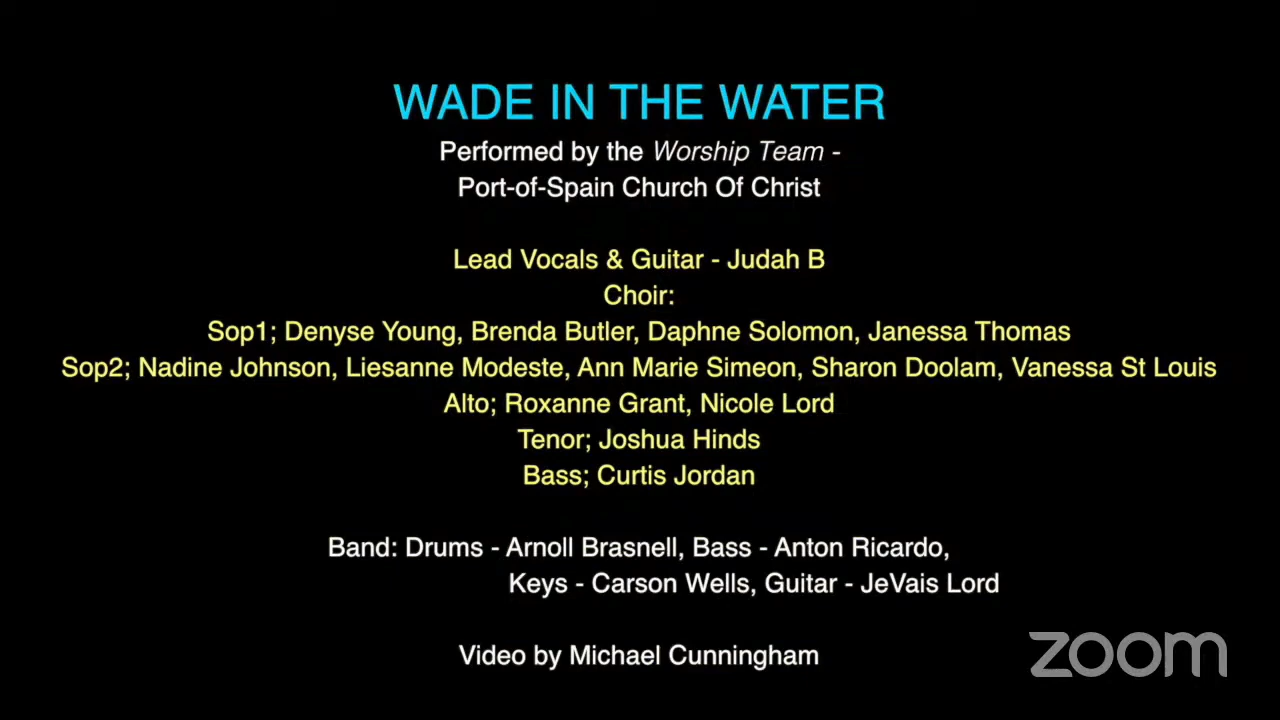 WADE IN THE WATER
Performed by the Worship Team -
Port-of-Spain Church Of Christ
Lead Vocals & Guitar - Judah B
Choir:
Sop1; Denyse Young, Brenda Butler, Daphne Solomon, Janessa Thomas
Sop2; Nadine Johnson, Liesanne Modeste, Ann Marie Simeon, Sharon Doolam, Vanessa St Louis
Alto; Roxanne Grant, Nicole Lord
Tenor; Joshua Hinds
Bass; Curtis Jordan
Band: Drums - Arnoll Brasnell, Bass - Anton Ricardo,
Keys - Carson Wells, Guitar - JeVais Lord
Video by Michael Cunningham
zoom